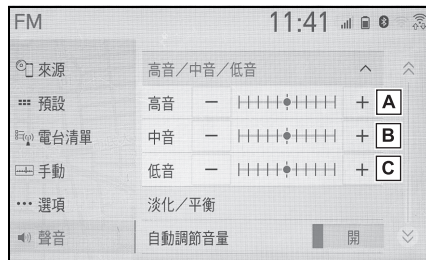 FM 11:41
來源
預設
電台清單
手動
選項
聲音
高音／中音／低音
高音 − + A
中音 − + B
低音 − + C
淡化／平衡
自動調節音量 開